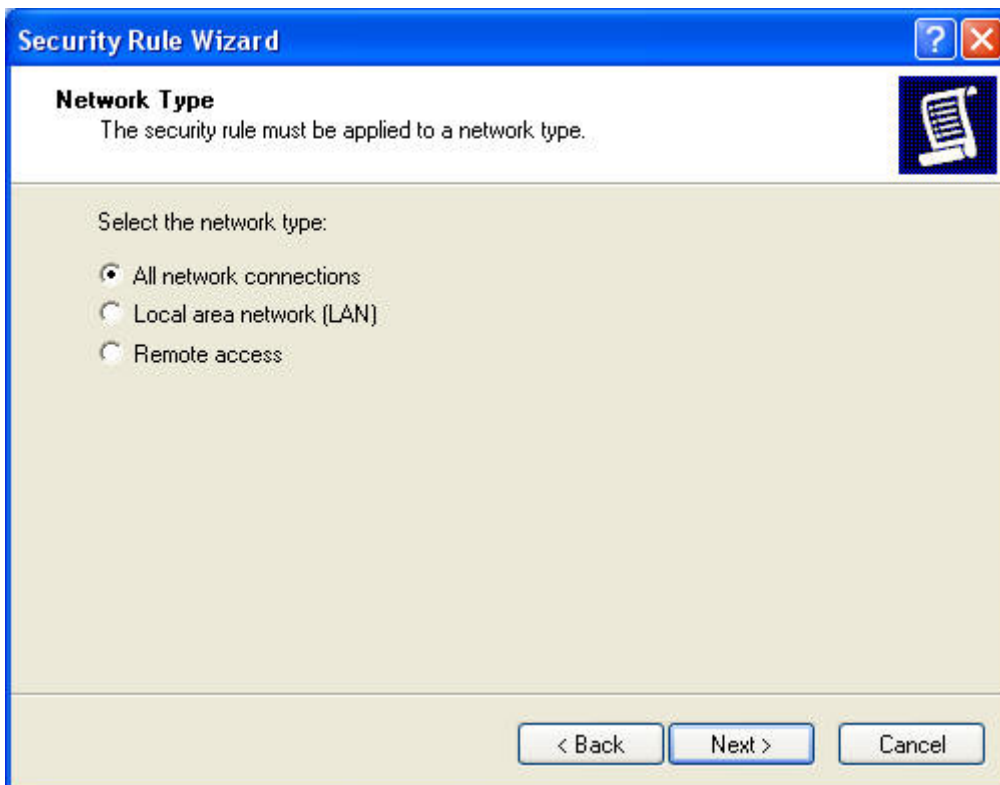 Security Rule Wizard
?
Network Type
The security rule must be applied to a network type.
Select the network type:
All network connections
Local area network (LAN)
Remote access
< Back Next > Cancel